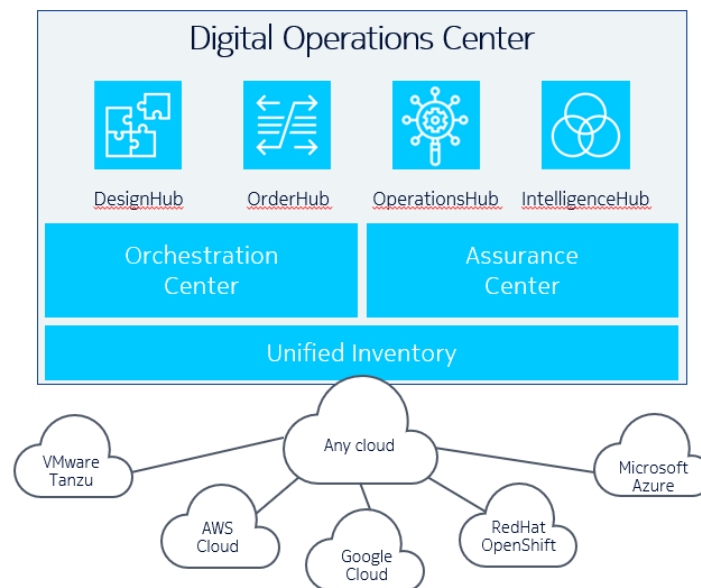 Digital Operations Center
DesignHub
OrderHub
OperationsHub
IntelligenceHub
Orchestration
Center
Assurance
Center
Unified Inventory
Any cloud
VMware
Tanzu
Microsoft
Azure
AWS
Cloud
Google
Cloud
RedHat
OpenShift